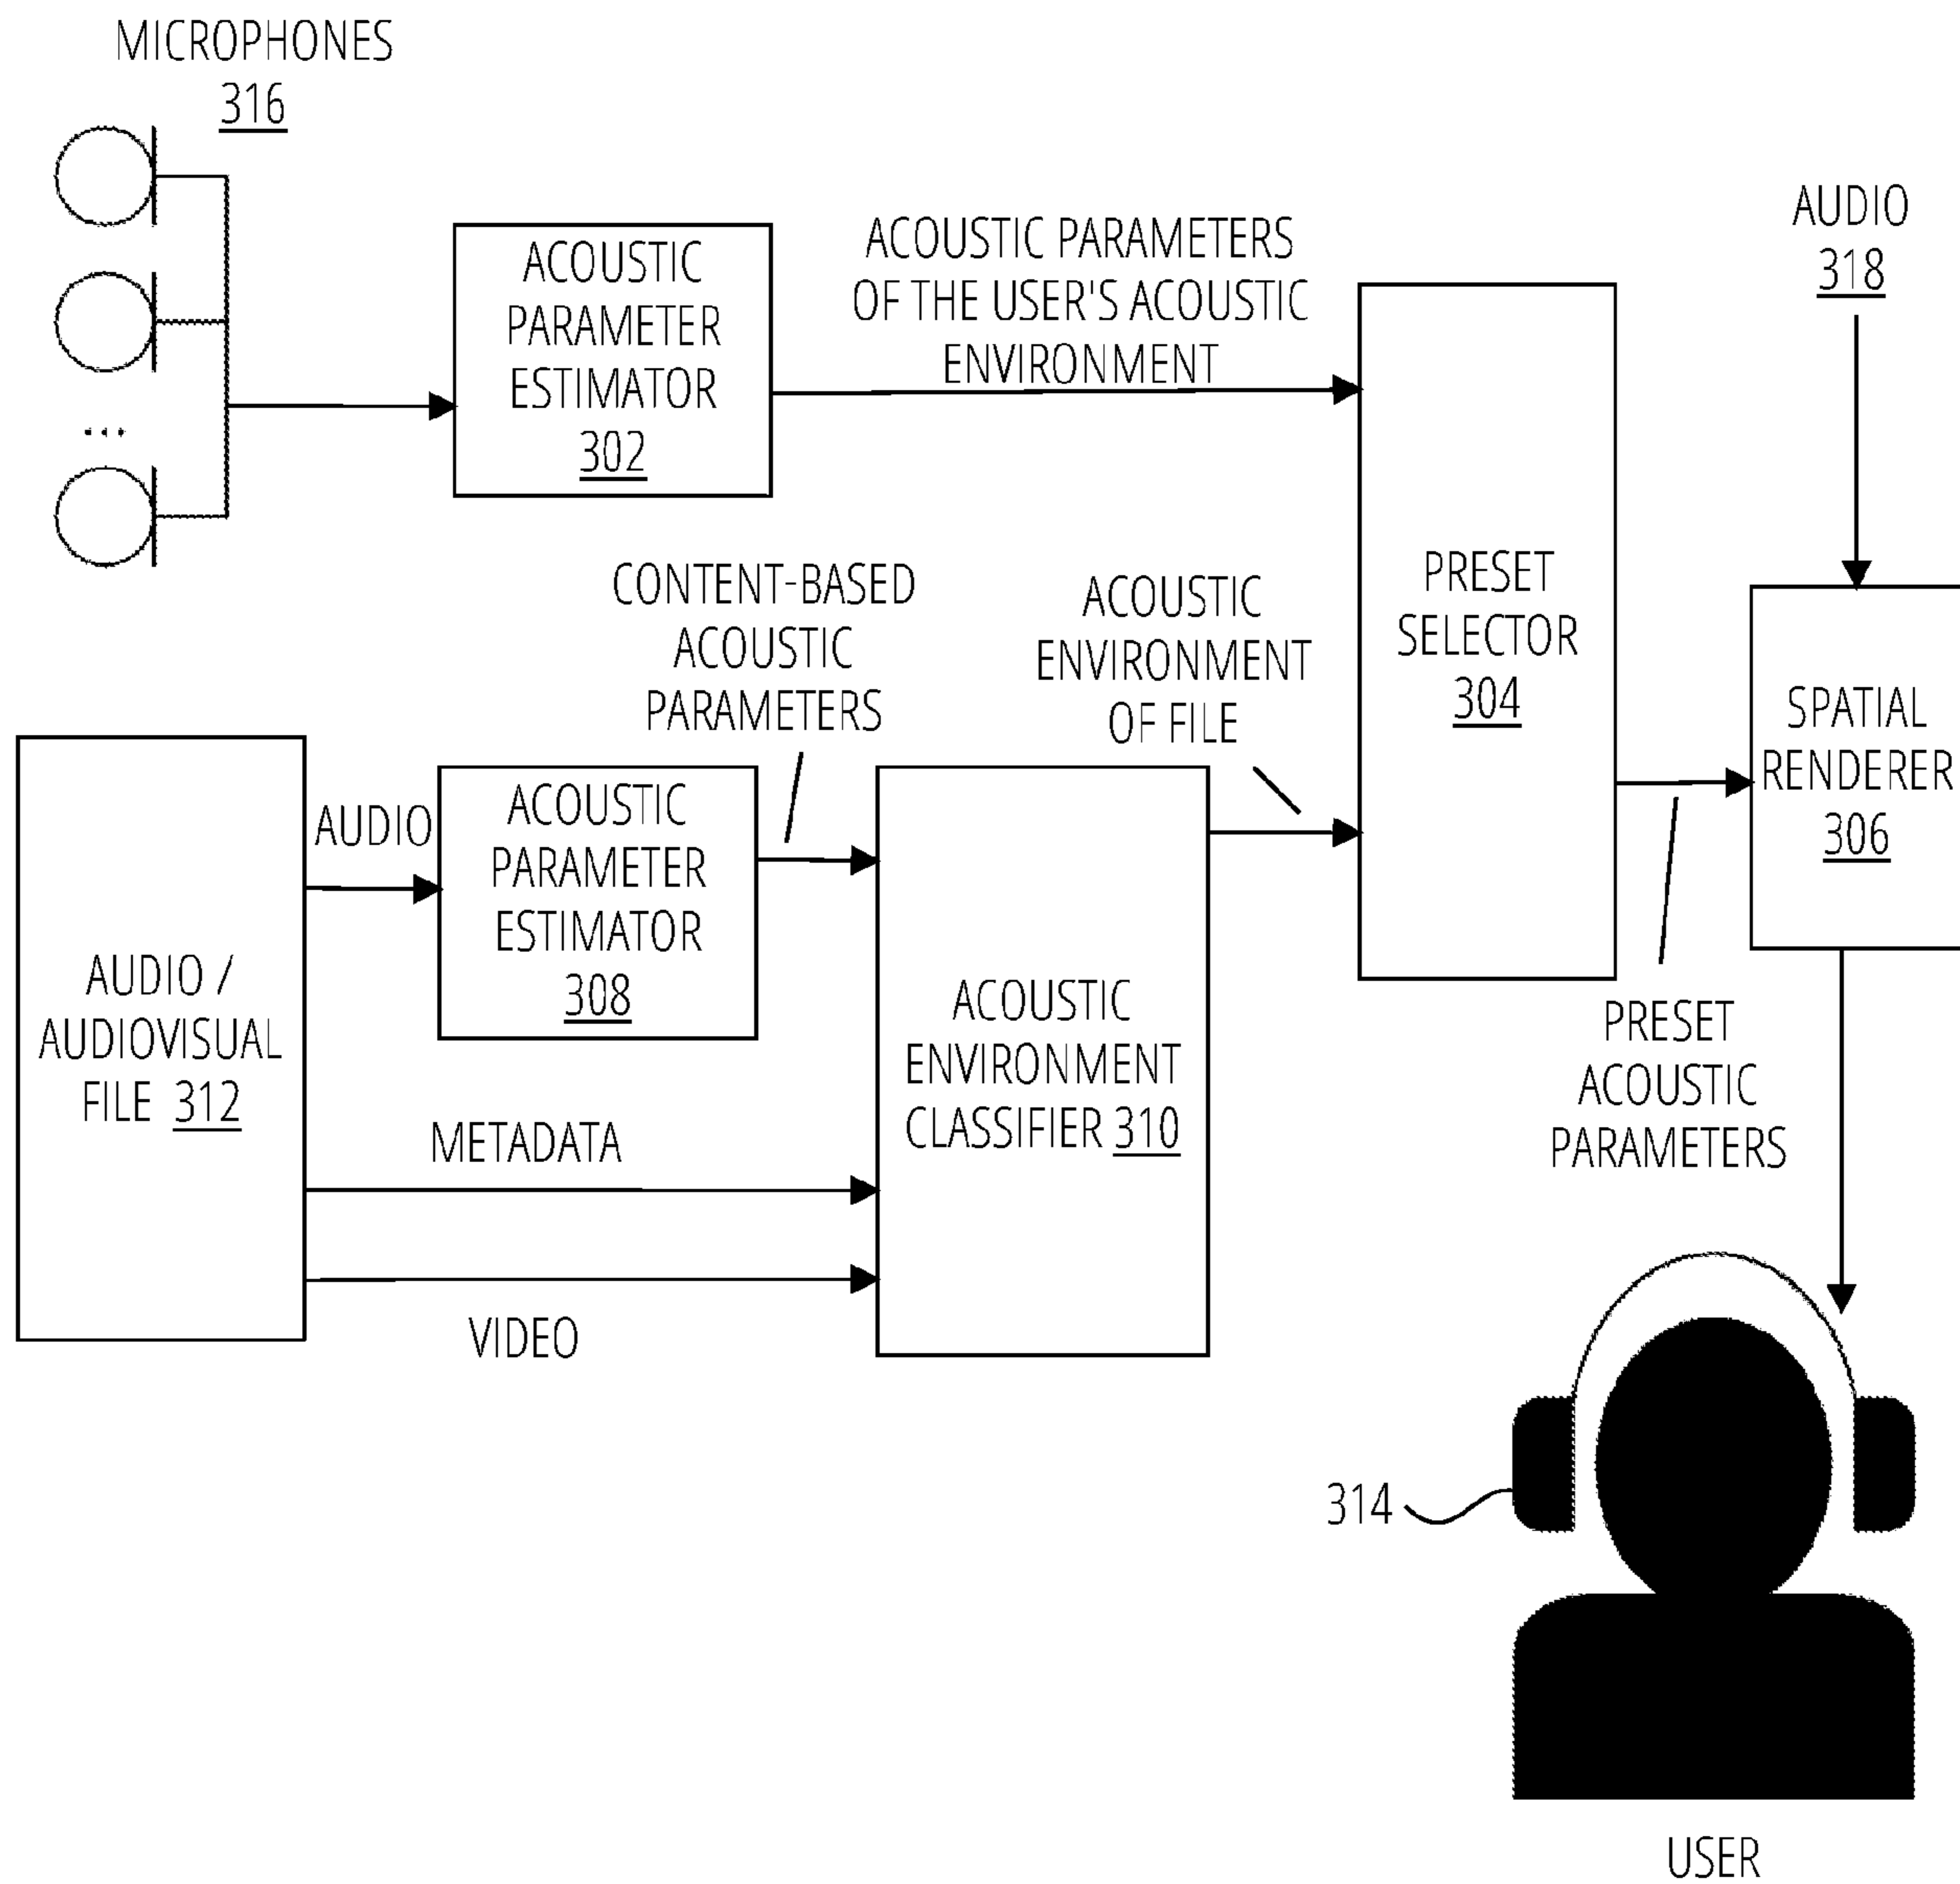 MICROPHONES
316
ACOUSTIC
PARAMETER
ESTIMATOR
302
ACOUSTIC PARAMETERS
OF THE USER'S ACOUSTIC
ENVIRONMENT
AUDIO
318
PRESET
SELECTOR
304
CONTENT-BASED
ACOUSTIC
PARAMETERS
ACOUSTIC
ENVIRONMENT
OF FILE
SPATIAL
RENDERER
306
AUDIO /
AUDIOVISUAL
FILE 312
AUDIO
ACOUSTIC
PARAMETER
ESTIMATOR
308
METADATA
VIDEO
ACOUSTIC
ENVIRONMENT
CLASSIFIER 310
PRESET
ACOUSTIC
PARAMETERS
314
USER